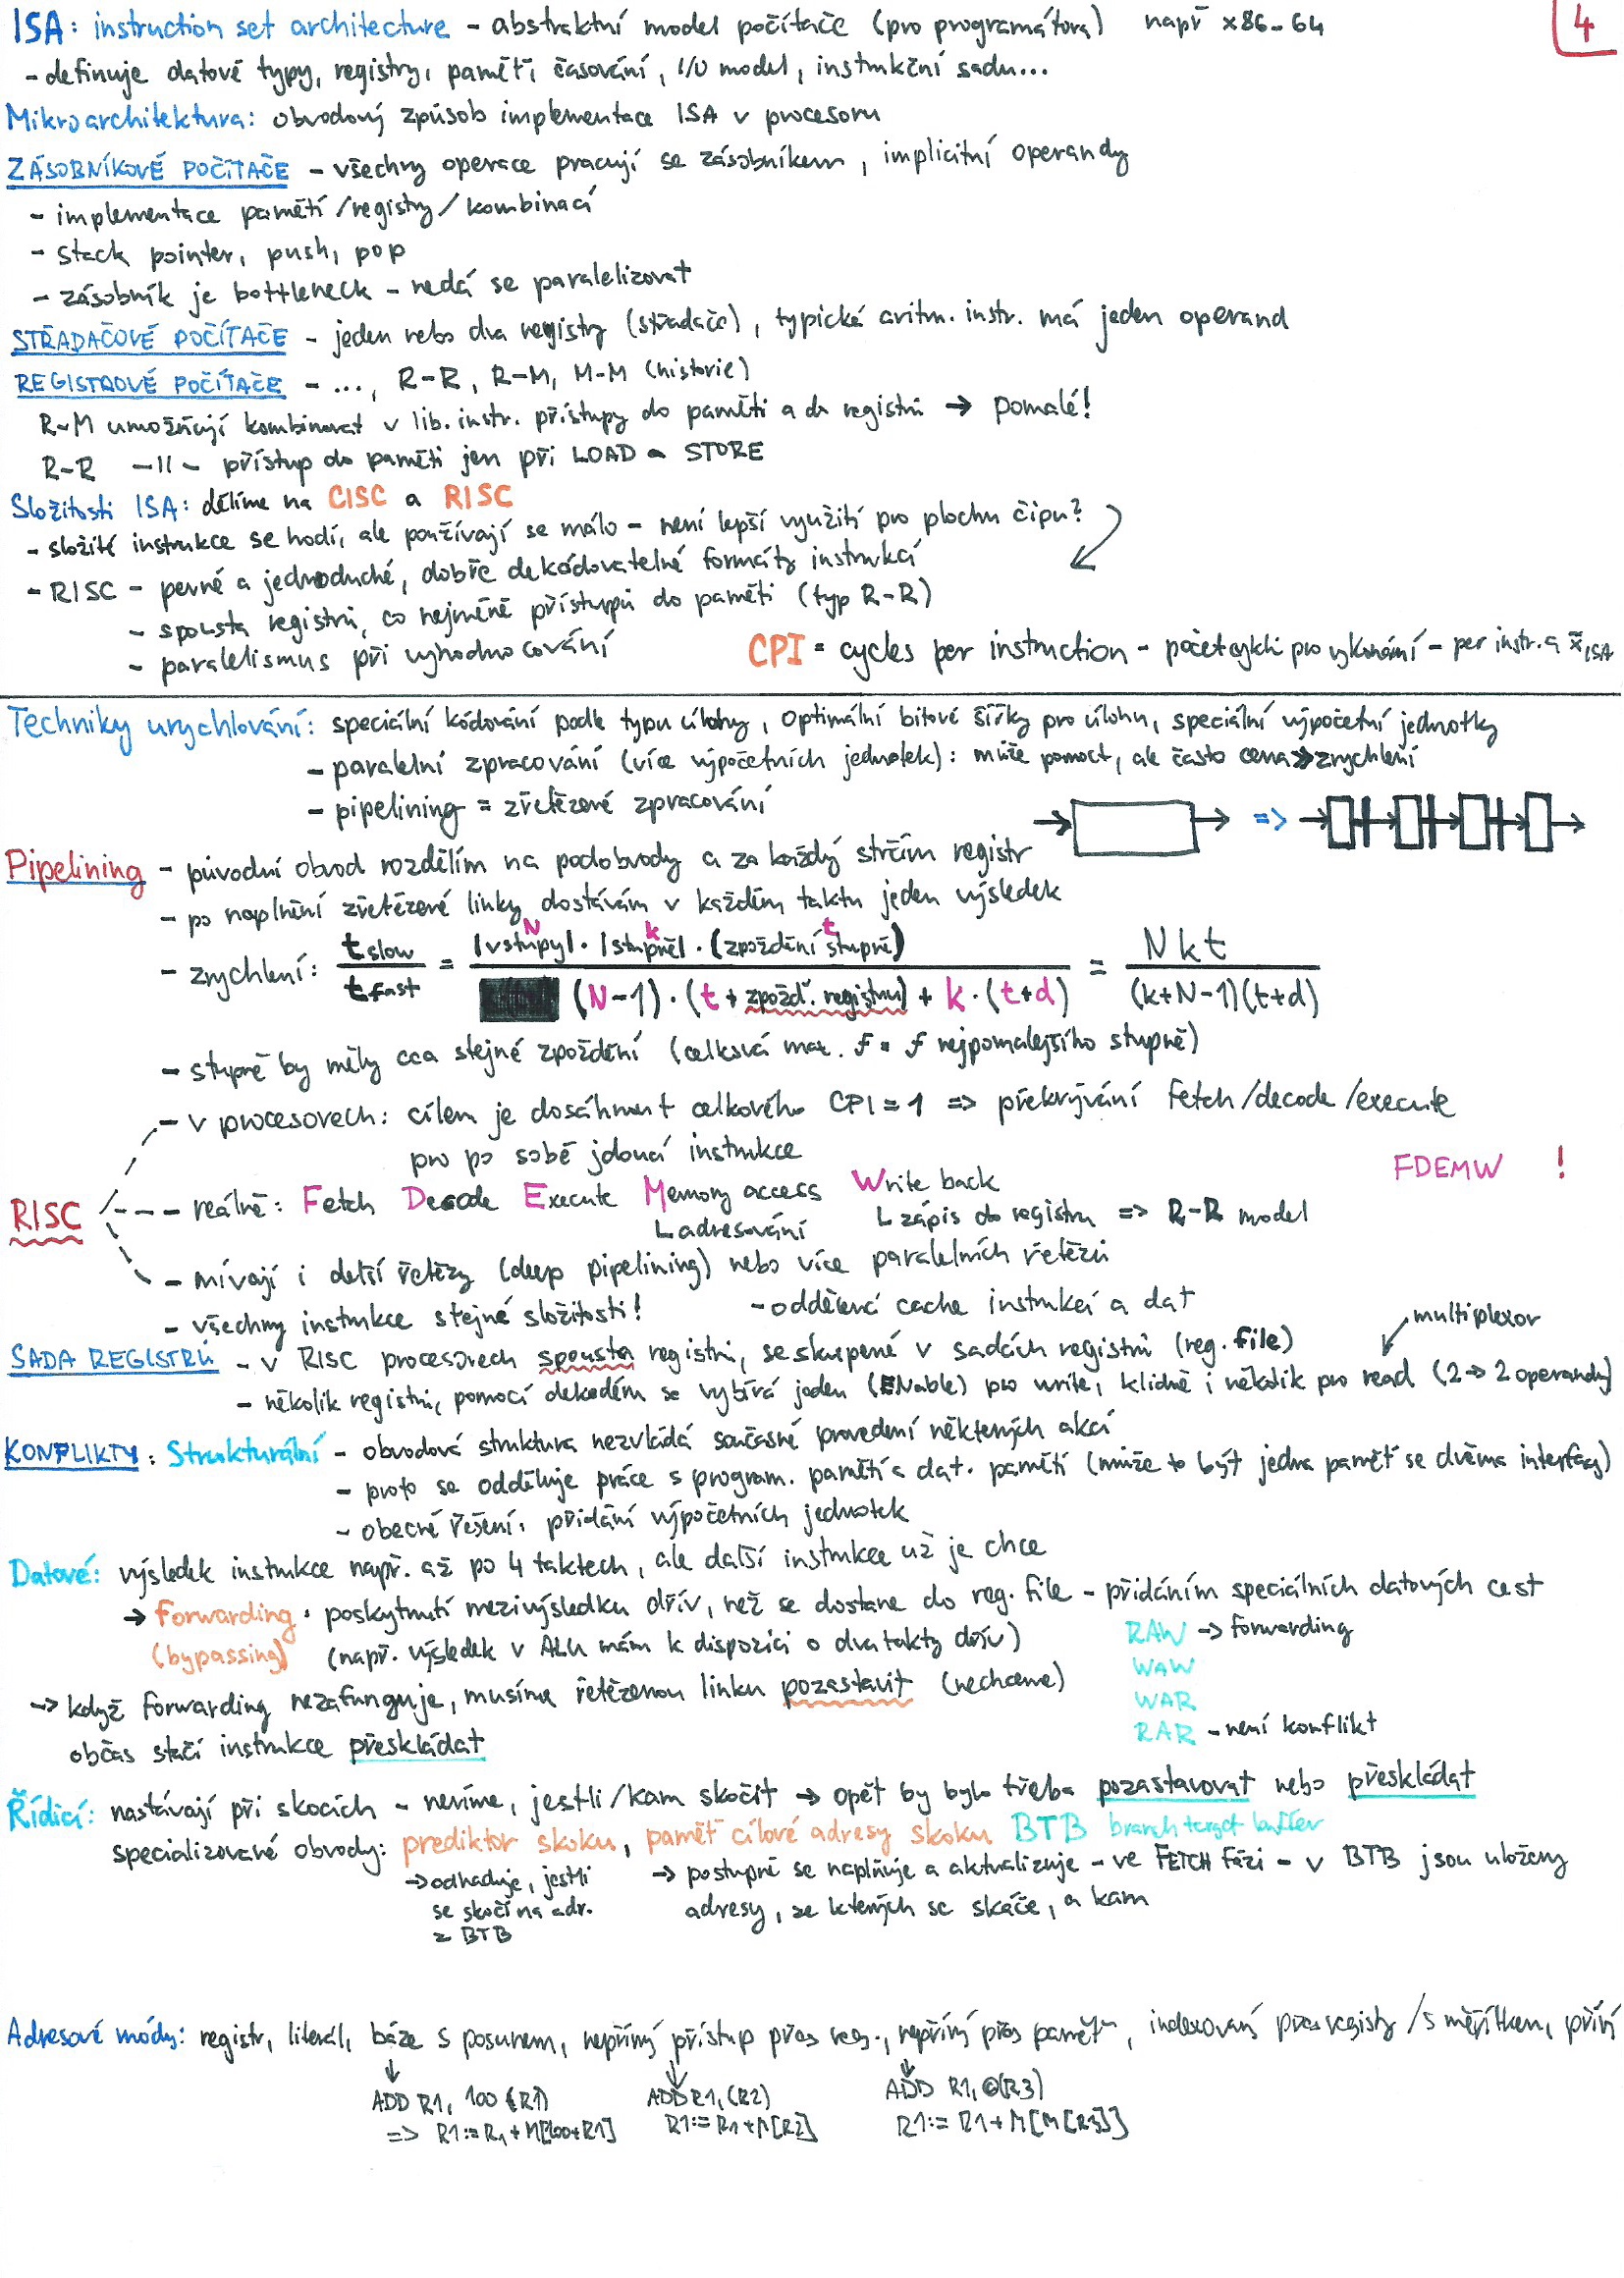 4
ISA: instruction set architecture - abstraktní model počítače (pro programátora) např x86-64
- definuje datové typy, registry, paměť, časování, I/O model, instrukční sadu...
Mikroarchitektura: obvodový způsob implementace ISA v procesoru
ZÁSOBNÍKOVÉ POČÍTAČE - všechny operace pracují se zásobníkem, implicitní operandy
- implementace pamětí/registry/kombinací
- stack pointer, push, pop
- zásobník je bottleneck - nedá se paralelizovat
STŘADAČOVÉ POČÍTAČE - jeden nebo dva registry (střadače), typické aritm. instr. má jeden operand
REGISTROVÉ POČÍTAČE - ..., R-R, R-M, M-M (historie)
R-M umožňují kombinovat v lib. instr. přístupy do paměti a do registrů → pomalé!
R-R -11- přístup do paměti jen při LOAD a STORE
Složitosti ISA: dělíme na CISC a RISC
- složité instrukce se hodí, ale používají se málo - není lepší využití pro plochu čipu?
- RISC - pevné a jednoduché, dobře dekódovatelné formáty instrukcí
- spousta registrů, co nejméně přístupů do paměti (typ R-R)
- paralelismus při vyhodnocování
CPI = cycles per instruction - počet cyklů pro vykonání - per instr. a x̄ISA
Techniky urychlování: speciální kódování podle typu úlohy, optimální bitové šířky pro úlohu, speciální výpočetní jednotky
- paralelní zpracování (více výpočetních jednotek): může pomoct, ale často cena >> zrychlení
- pipelining = zřetězené zpracování
Pipelining - původní obvod rozdělím na podobvody a za každý strčím registr
- po naplnění zřetězené linky dostávám v každém taktu jeden výsledek
N k t
- zrychlení: tslow/tfast = |vstupy| · |stupně| · (zpoždění stupně) / (N-1) · (t + zpožď. registru) + k · (t+d) = Nkt / (k+N-1)(t+d)
- stupně by měly cca stejné zpoždění (celková max. f = f nejpomalejšího stupně)
- v procesorech: cílem je dosáhnout celkového CPI = 1 => překrývání fetch/decode/execute
pro po sobě jdoucí instrukce
FDEMW !
RISC - reálně: Fetch Decode Execute Memory access Write back
adresování zápis do registru => R-R model
- mívají i delší řetězy (deep pipelining) nebo více paralelních řetězů
- všechny instrukce stejné složitosti! - oddělení cache instrukcí a dat
multiplexor
SADA REGISTRŮ - v RISC procesorech spousta registrů, seskupené v sadách registrů (reg. file)
- několik registrů, pomocí dekodérů se vybírá jeden (ENable) pro write, klidně i několik pro read (2 → 2 operandy)
KONFLIKTY: Strukturální - obvodová struktura nezvládá současné provedení některých akcí
- proto se odděluje práce s program. pamětí a dat. pamětí (může to být jedna paměť se dvěma interfacy)
- obecné řešení: přidání výpočetních jednotek
Datové: výsledek instrukce např. až po 4 taktech, ale další instrukce už je chce
→ Forwarding: poskytnutí mezivýsledku dřív, než se dostane do reg. file - přidáním speciálních datových cest
(bypassing) (např. výsledek v ALU mám k dispozici o dva takty dřív)
RAW → forwarding
WAW
WAR
RAR - není konflikt
→ když forwarding nezafunguje, musíme řetězenou linku pozastavit (nechceme)
občas stačí instrukce přeskládat
Řídicí: nastávají při skocích - nevíme, jestli/kam skočit → opět by bylo třeba pozastavovat nebo přeskládat
specializované obvody: prediktor skoku, paměť cílové adresy skoku BTB branch target buffer
→ odhaduje, jestli se skočí na adr. z BTB
→ postupně se naplňuje a aktualizuje - ve FETCH fázi - v BTB jsou uloženy
adresy, ze kterých se skáče, a kam
Adresové módy: registr, literál, báze s posunem, nepřímý přístup přes reg., nepřímý přes paměť, indexovaný přes registry/s měřítkem,
ADD R1, 100(R1) ADD R1,(R2) ADD R1, @(R3)
=> R1:=R1+M[100+R1] R1:=R1+M[R2] R1:=R1+M[M[R3]]